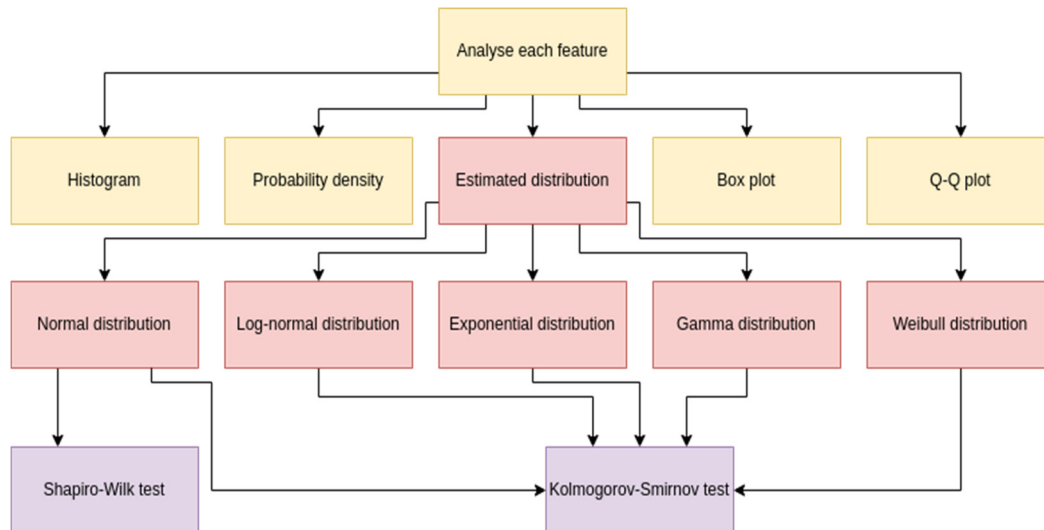 Analyse each feature
Histogram
Probability density
Estimated distribution
Box plot
Q-Q plot
Normal distribution
Log-normal distribution
Exponential distribution
Gamma distribution
Weibull distribution
Shapiro-Wilk test
Kolmogorov-Smirnov test